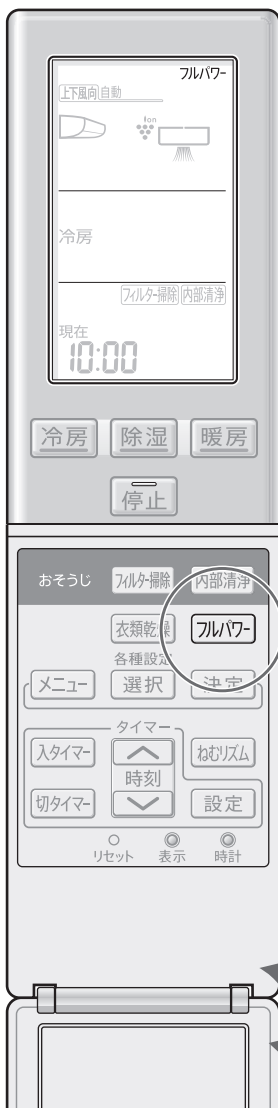 フルパワー
上下風向 自動
ion
冷房
フィルター掃除 内部清浄
現在
10:00
冷房 除湿 暖房
停止
おそうじ フィルター掃除 内部清浄
衣類乾燥 フルパワー
各種設定
メニュー 選択 決定
タイマー
入タイマー 時刻 ねむリズム
切タイマー 設定
リセット 表示 時計